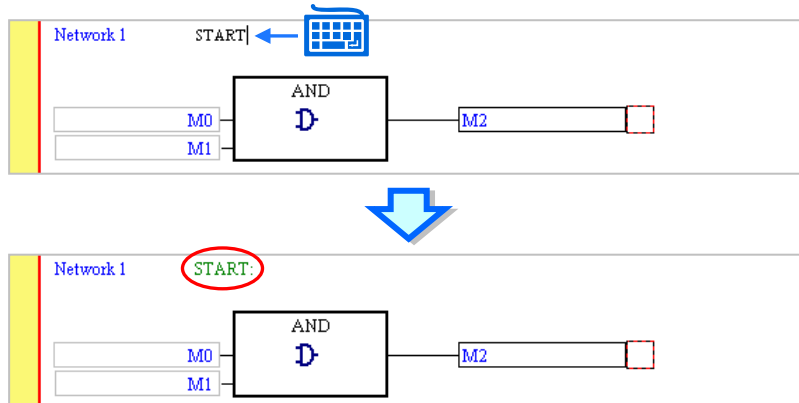 Network 1 START
AND
M0 M2
M1
Network 1 START:
AND
M0 M2
M1